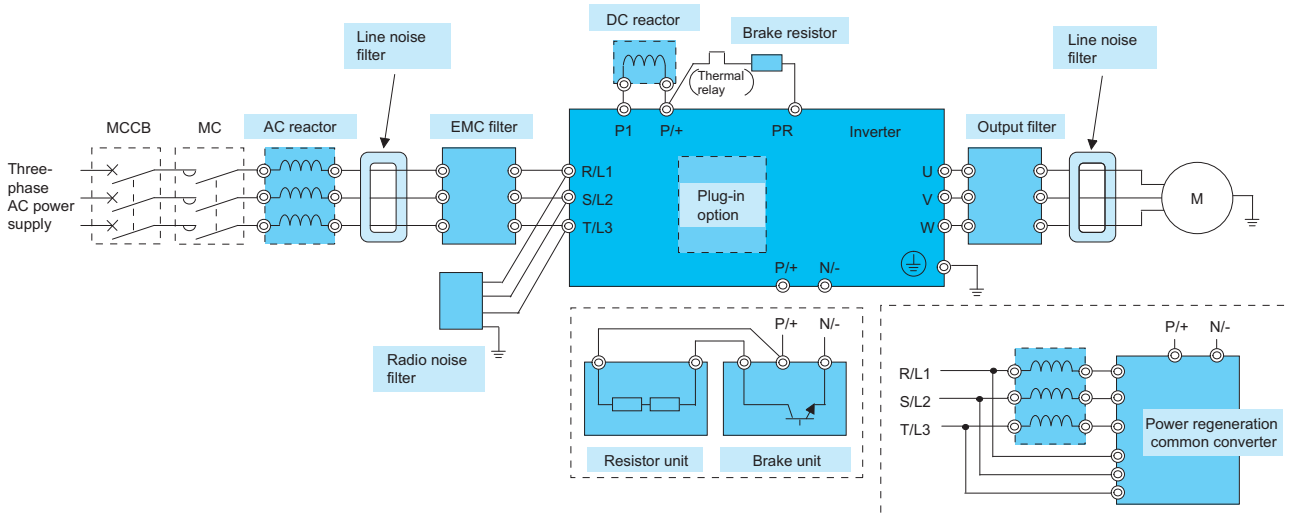 DC reactor
Brake resistor
Line noise
filter
Line noise
filter
(Thermal
relay)
MCCB
MC
AC reactor
EMC filter
P1
P/+
PR
Inverter
Output filter
Three-
phase
AC power
supply
R/L1
S/L2
T/L3
Plug-in
option
U
V
W
M
P/+
N/-
Radio noise
filter
P/+
N/-
Resistor unit
Brake unit
P/+
N/-
R/L1
S/L2
T/L3
Power regeneration
common converter